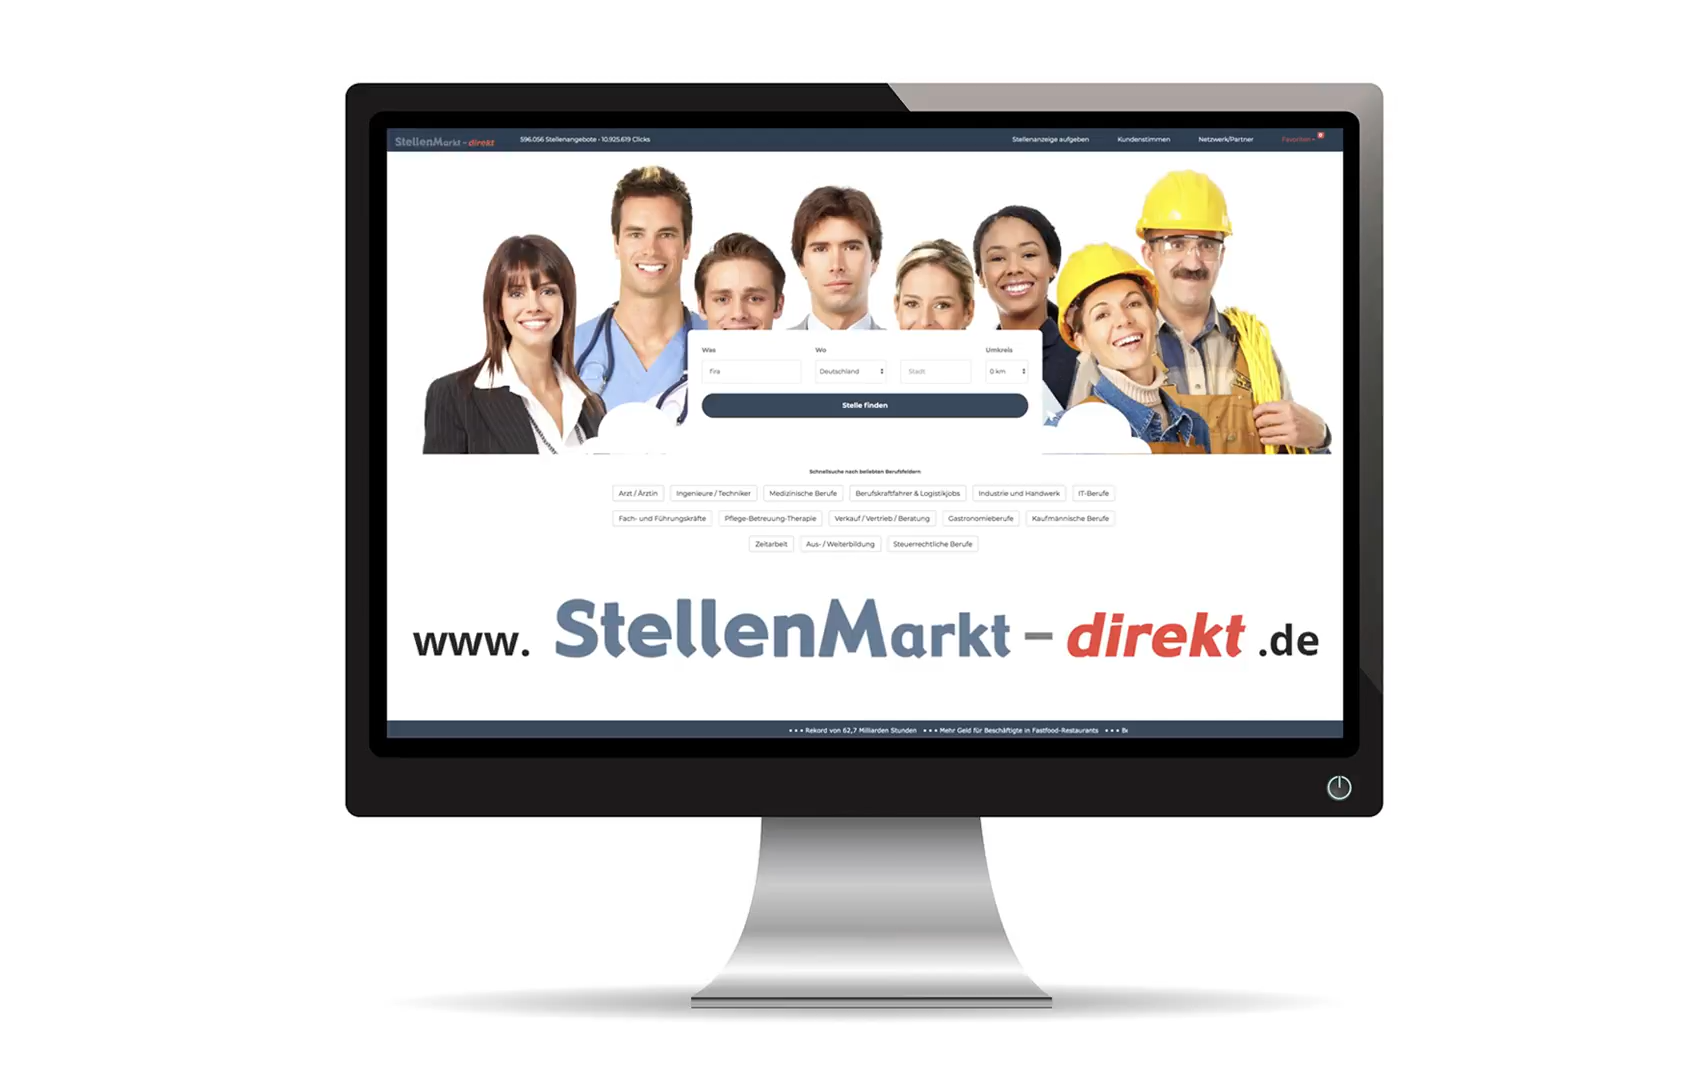 StellenMarkt - direkt
596.056 Stellenangebote • 10.925.619 Clicks
Stellenanzeige aufgeben
Kundenstimmen
Netzwerk/Partner
Favoriten
Was
Wo
Umkreis
Fira
Deutschland
Stadt
0 km
Stelle finden
Schnellsuche nach beliebten Berufsfeldern
Arzt / Ärztin
Ingenieure / Techniker
Medizinische Berufe
Berufskraftfahrer & Logistikjobs
Industrie und Handwerk
IT-Berufe
Fach- und Führungskräfte
Pflege-Betreuung-Therapie
Verkauf / Vertrieb / Beratung
Gastronomieberufe
Kaufmännische Berufe
Zeitarbeit
Aus- / Weiterbildung
Steuerrechtliche Berufe
www. StellenMarkt - direkt .de
• • • Rekord von 62,7 Milliarden Stunden • • • Mehr Geld für Beschäftigte in Fastfood-Restaurants • • • Be